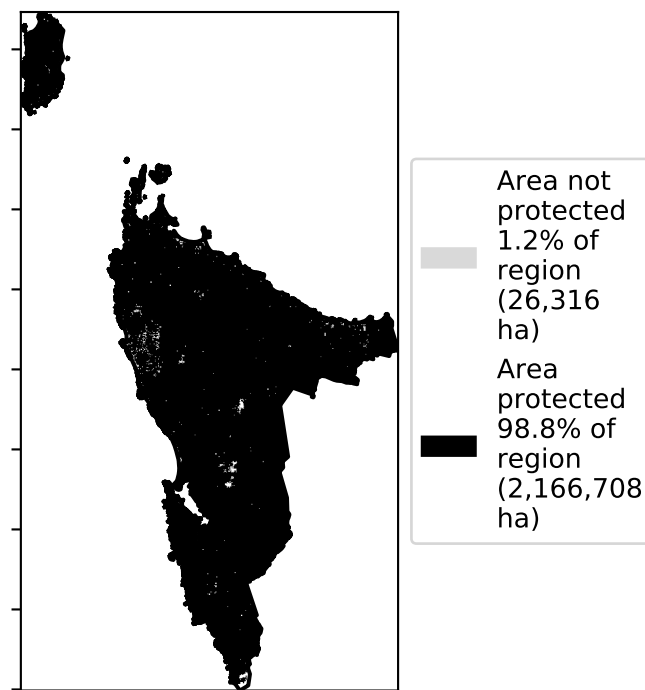 Area not
protected
1.2% of
region
(26,316
ha)
Area
protected
98.8% of
region
(2,166,708
ha)